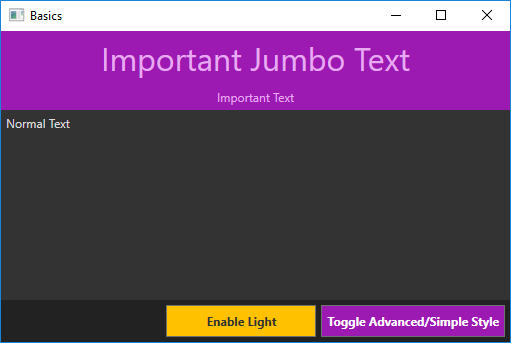 Basics
Important Jumbo Text
Important Text
Normal Text
Enable Light
Toggle Advanced/Simple Style